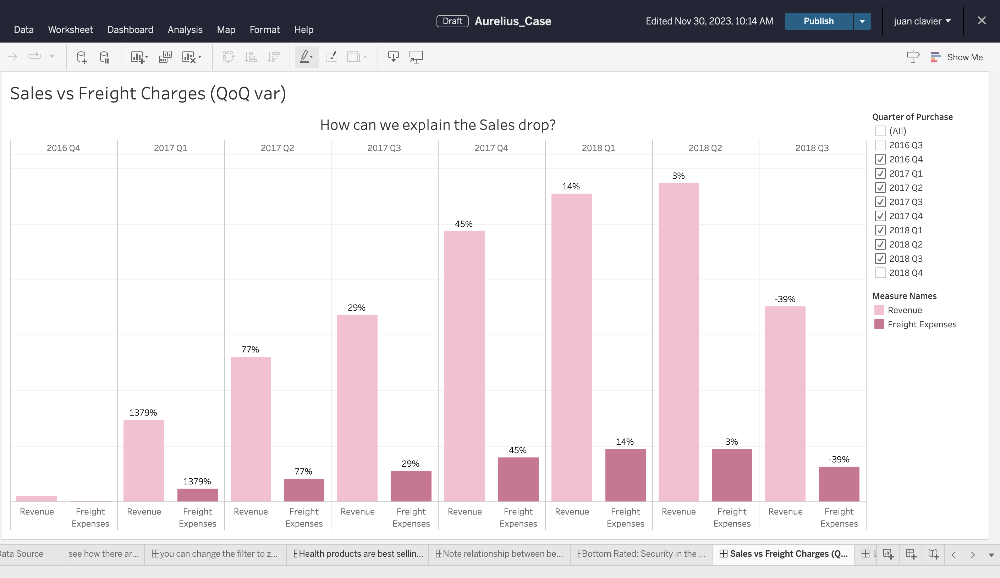 Data Worksheet Dashboard Analysis Map Format Help
Draft Aurelius_Case
Edited Nov 30, 2023, 10:14 AM
Publish
juan clavier
Show Me
Sales vs Freight Charges (QoQ var)
How can we explain the Sales drop?
2016 Q4 2017 Q1 2017 Q2 2017 Q3 2017 Q4 2018 Q1 2018 Q2 2018 Q3
3%
14%
45%
-39%
29%
77%
1379%
14% 3%
45%
-39%
29%
77%
1379%
Revenue Freight Revenue Freight Revenue Freight Revenue Freight Revenue Freight Revenue Freight Revenue Freight Revenue Freight
Expenses Expenses Expenses Expenses Expenses Expenses Expenses Expenses
Quarter of Purchase
(All)
2016 Q3
2016 Q4
2017 Q1
2017 Q2
2017 Q3
2017 Q4
2018 Q1
2018 Q2
2018 Q3
2018 Q4
Measure Names
Revenue
Freight Expenses
ata Source
see how there ar...
you can change the filter to z...
Health products are best sellin...
Note relationship between be...
Bottom Rated: Security in the ...
Sales vs Freight Charges (Q...